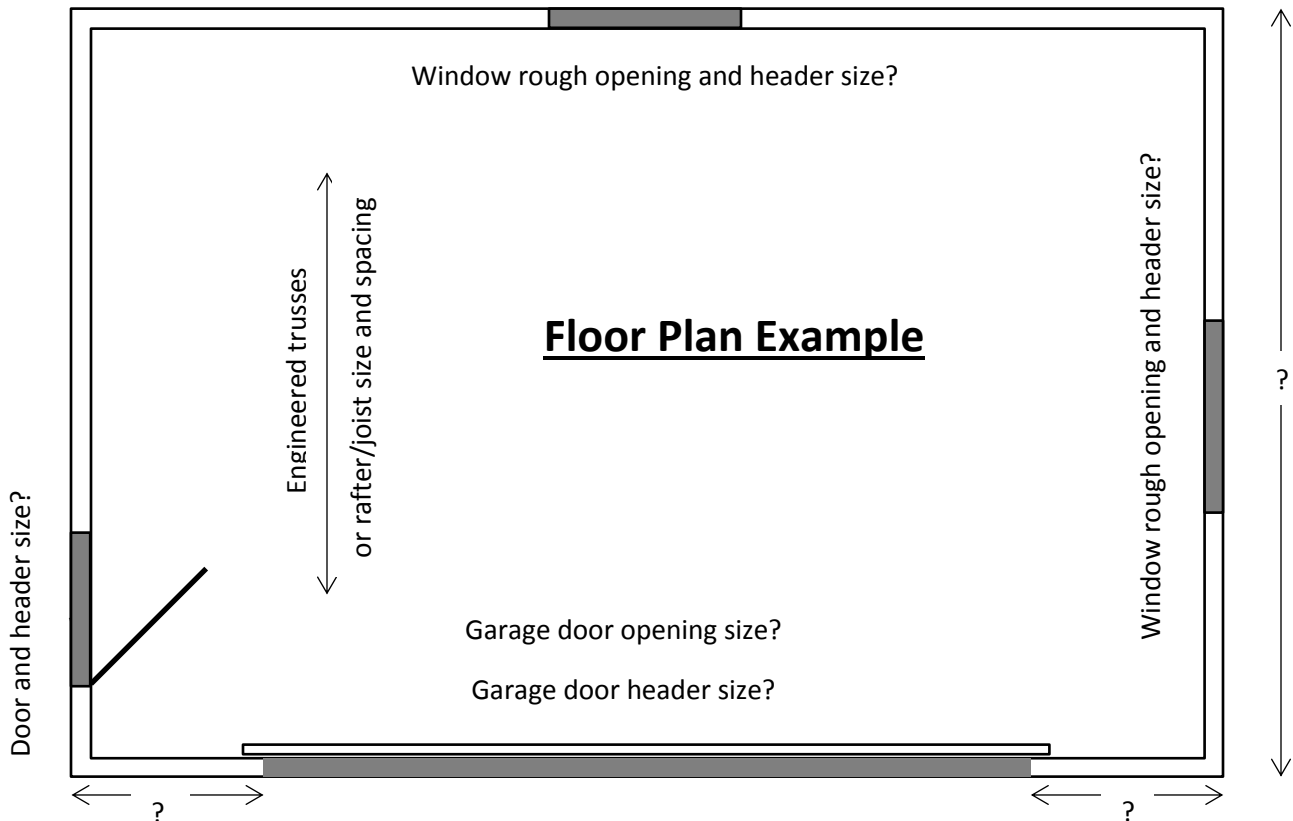 Window rough opening and header size?
Window rough opening and header size?
?
Engineered trusses
or rafter/joist size and spacing
Floor Plan Example
Door and header size?
Garage door opening size?
Garage door header size?
?
?